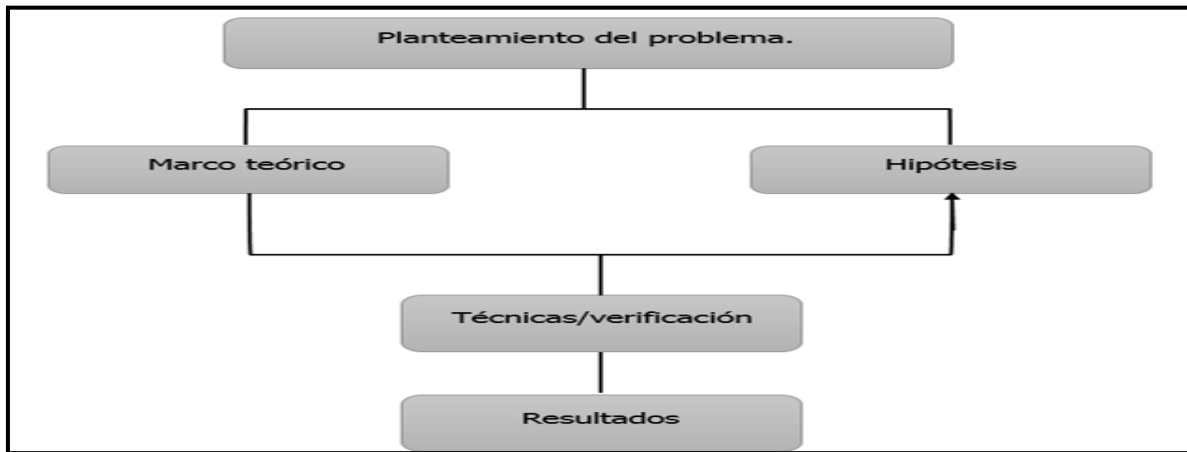 Planteamiento del problema.
Marco teórico
Hipótesis
Técnicas/verificación
Resultados